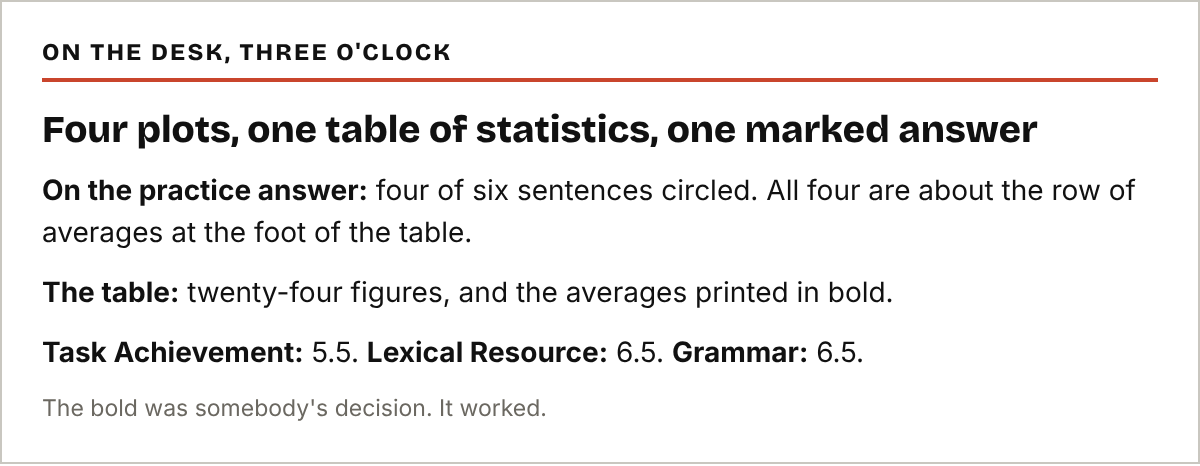 ON THE DESK, THREE O'CLOCK
Four plots, one table of statistics, one marked answer
On the practice answer: four of six sentences circled. All four are about the row of
averages at the foot of the table.
The table: twenty-four figures, and the averages printed in bold.
Task Achievement: 5.5. Lexical Resource: 6.5. Grammar: 6.5.
The bold was somebody's decision. It worked.